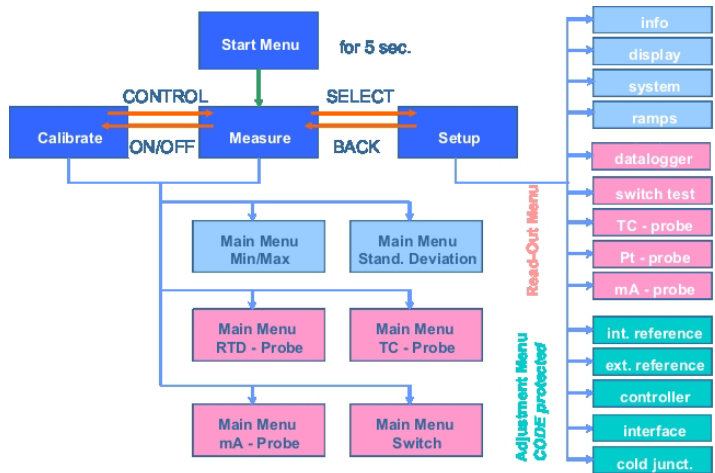 Start Menu
for 5 sec.
CONTROL
SELECT
Calibrate
Measure
Setup
ON/OFF
BACK
Main Menu
Min/Max
Main Menu
Stand. Deviation
Main Menu
RTD - Probe
Main Menu
TC - Probe
Main Menu
mA - Probe
Main Menu
Switch
info
display
system
ramps
Read-Out Menu
datalogger
switch test
TC - probe
Pt - probe
mA - probe
Adjustment Menu
CODE protected
int. reference
ext. reference
controller
interface
cold junct.